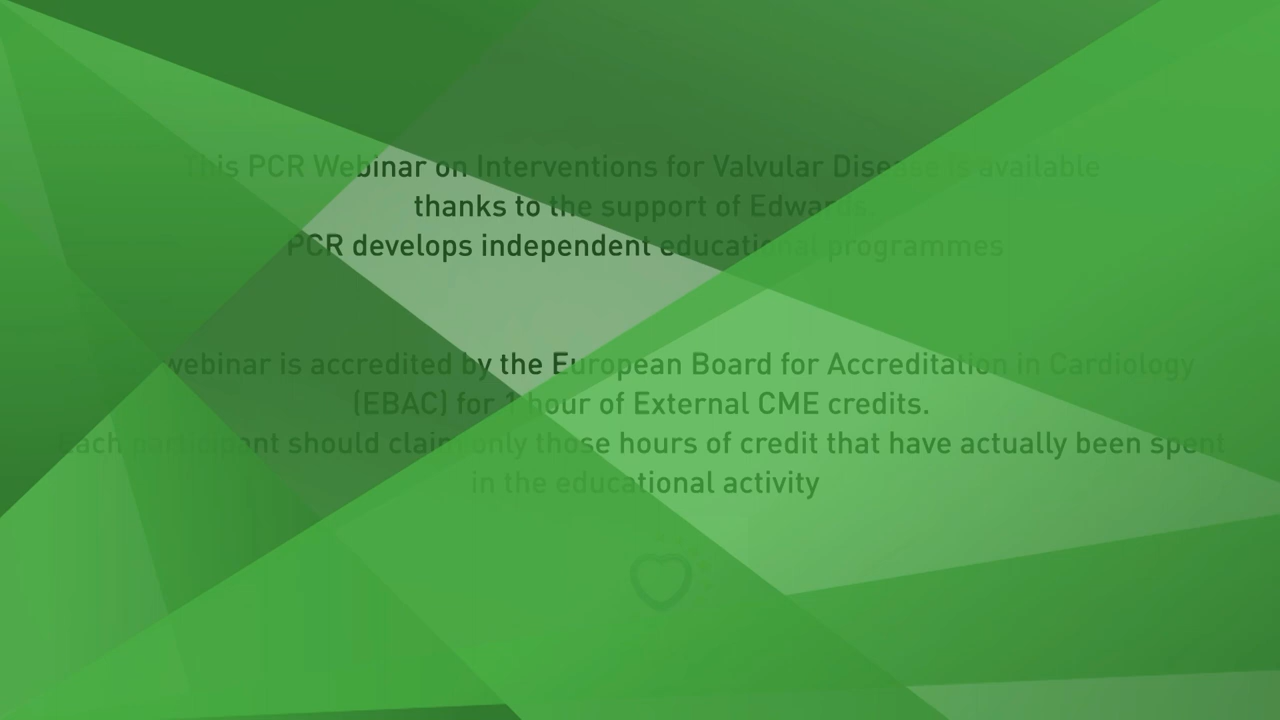 This PCR Webinar on Interventions for Valvular Disease is available
thanks to the support of Edwards.
PCR develops independent educational programmes
webinar is accredited by the European Board for Accreditation in Cardiology
(EBAC) for 1 hour of External CME credits.
Each participant should claim only those hours of credit that have actually been spent
in the educational activity